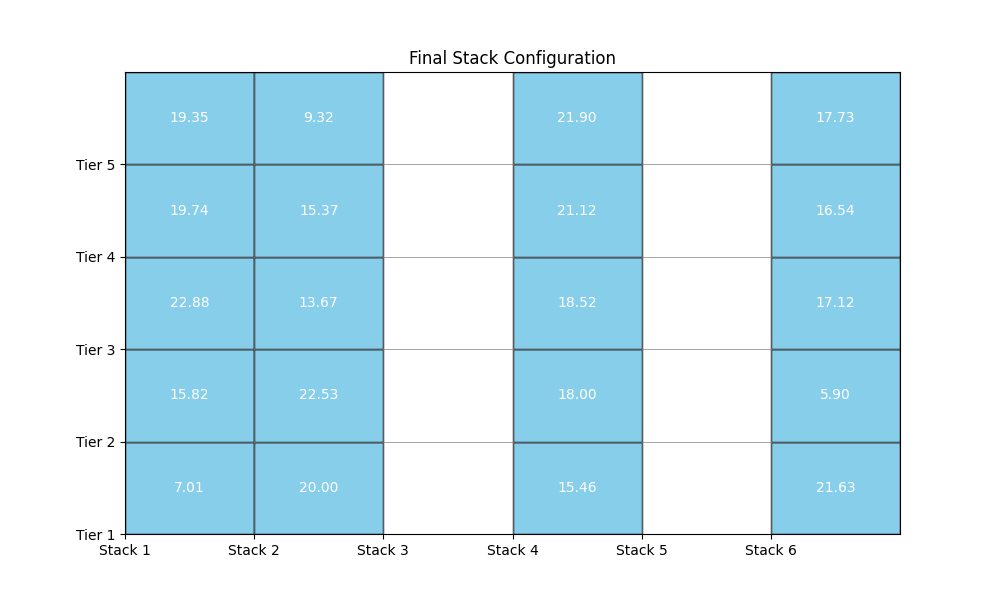 Final Stack Configuration
19.35 9.32 21.90 17.73
Tier 5
19.74 15.37 21.12 16.54
Tier 4
22.88 13.67 18.52 17.12
Tier 3
15.82 22.53 18.00 5.90
Tier 2
7.01 20.00 15.46 21.63
Tier 1
Stack 1 Stack 2 Stack 3 Stack 4 Stack 5 Stack 6